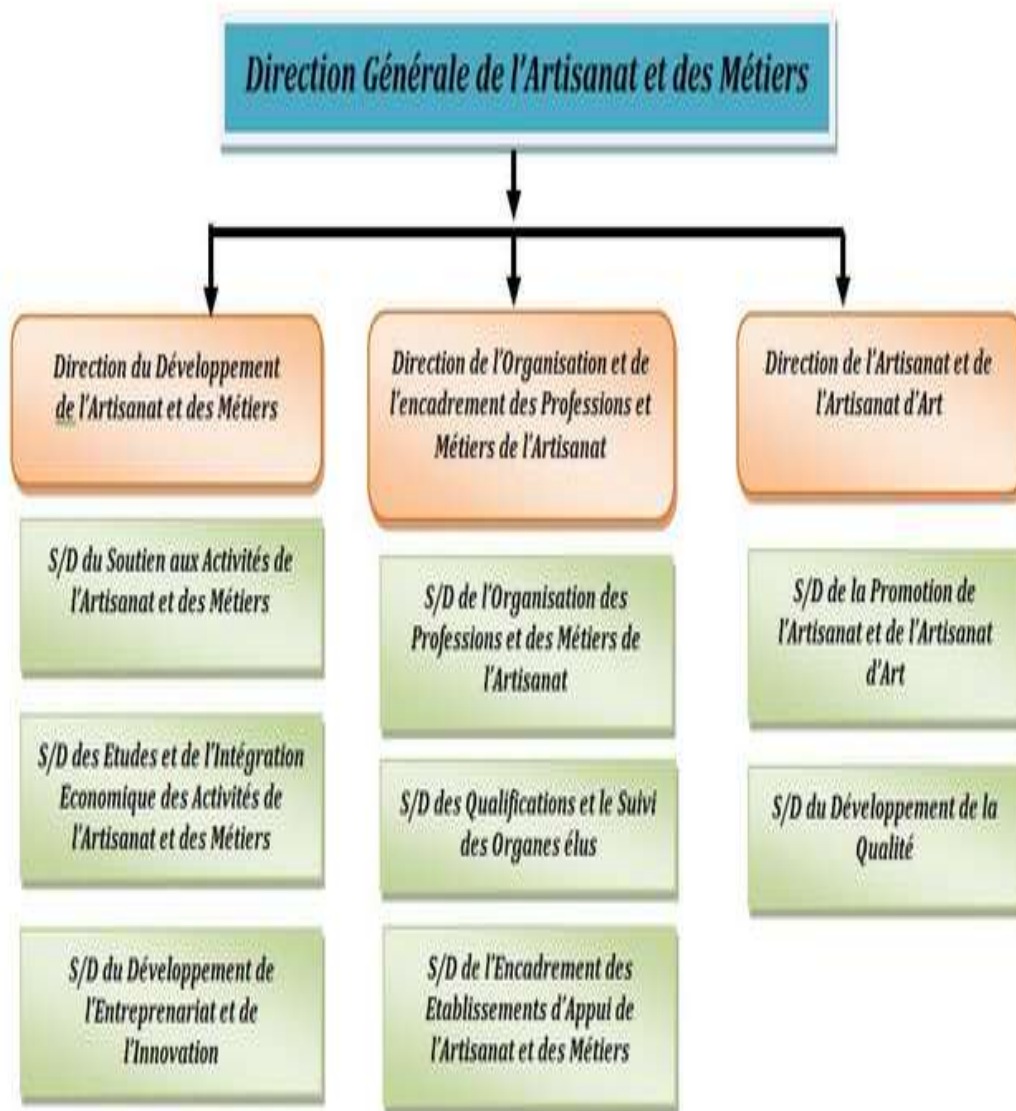 Direction Générale de l'Artisanat et des Métiers
Direction du Développement
de l'Artisanat et des Métiers
S/D du Soutien aux Activités de
l'Artisanat et des Métiers
S/D des Etudes et de l'Intégration
Economique des Activités de
l'Artisanat et des Métiers
S/D du Développement de
l'Entreprenariat et de
l'Innovation
Direction de l'Organisation et de
l'encadrement des Professions et
Métiers de l'Artisanat
S/D de l'Organisation des
Professions et des Métiers de
l'Artisanat
S/D des Qualifications et le Suivi
des Organes élus
S/D de l'Encadrement des
Etablissements d'Appui de
l'Artisanat et des Métiers
Direction de l'Artisanat et de
l'Artisanat d'Art
S/D de la Promotion de
l'Artisanat et de l'Artisanat
d'Art
S/D du Développement de la
Qualité